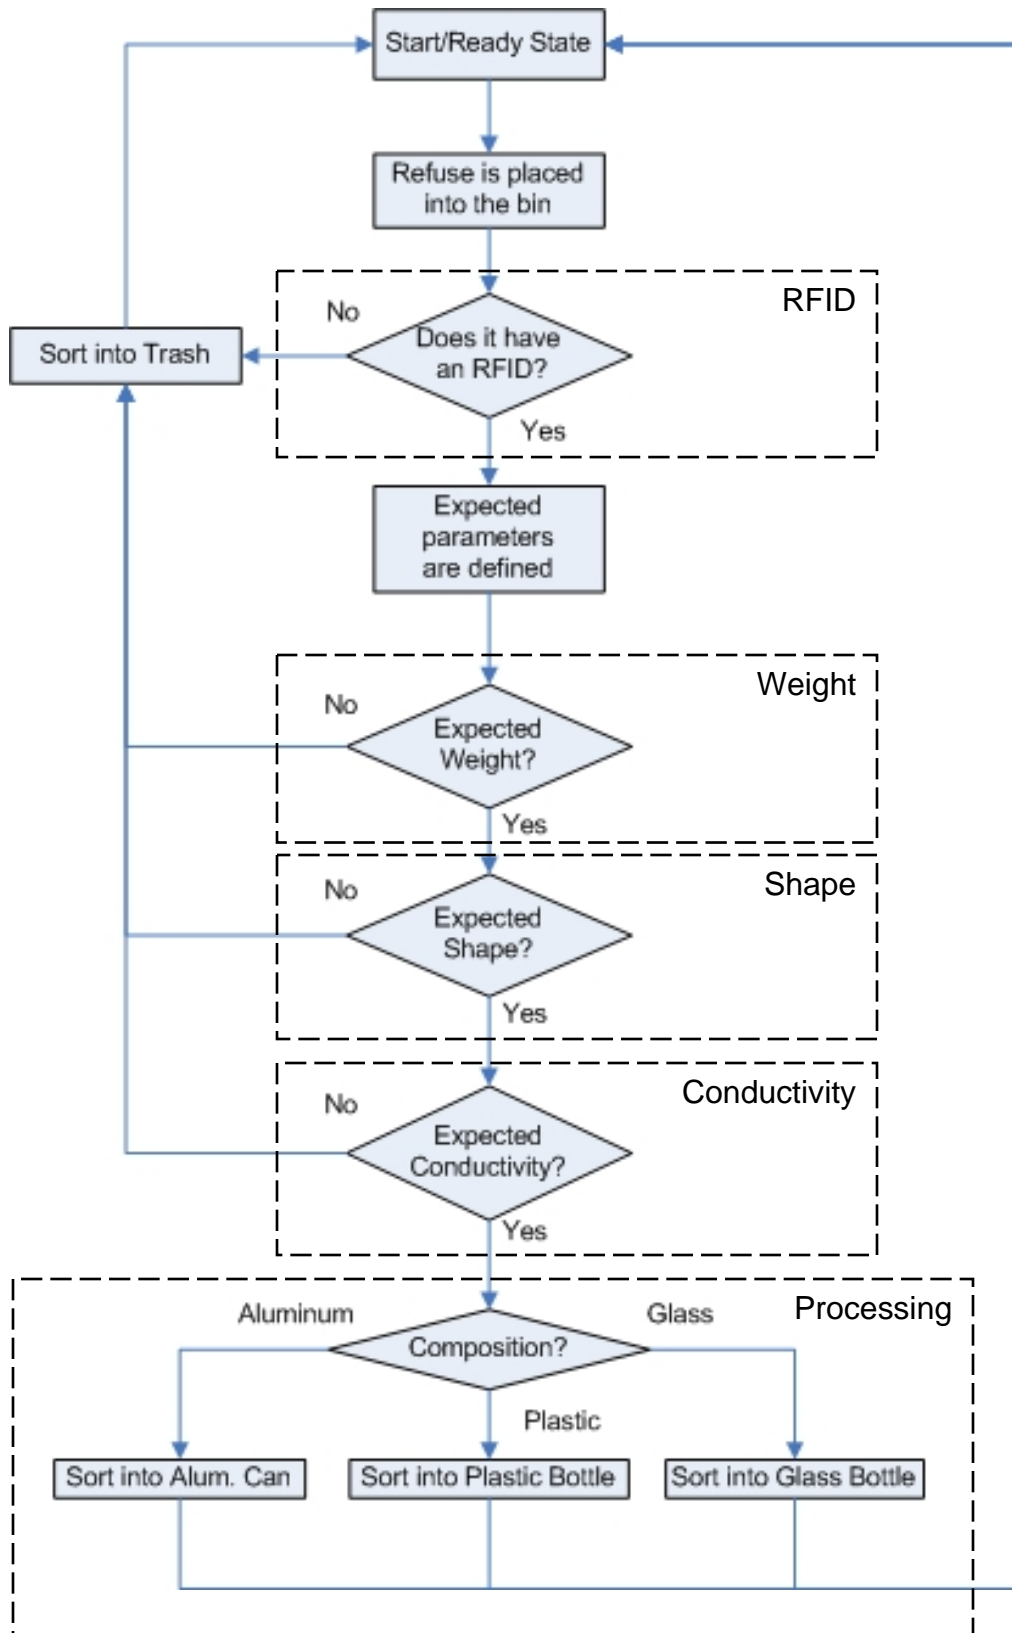 Start/Ready State
Refuse is placed
into the bin
RFID
No
Does it have
an RFID?
Sort into Trash
Yes
Expected
parameters
are defined
Weight
No
Expected
Weight?
Yes
Shape
No
Expected
Shape?
Yes
Conductivity
No
Expected
Conductivity?
Yes
Processing
Aluminum
Glass
Composition?
Plastic
Sort into Alum. Can
Sort into Plastic Bottle
Sort into Glass Bottle